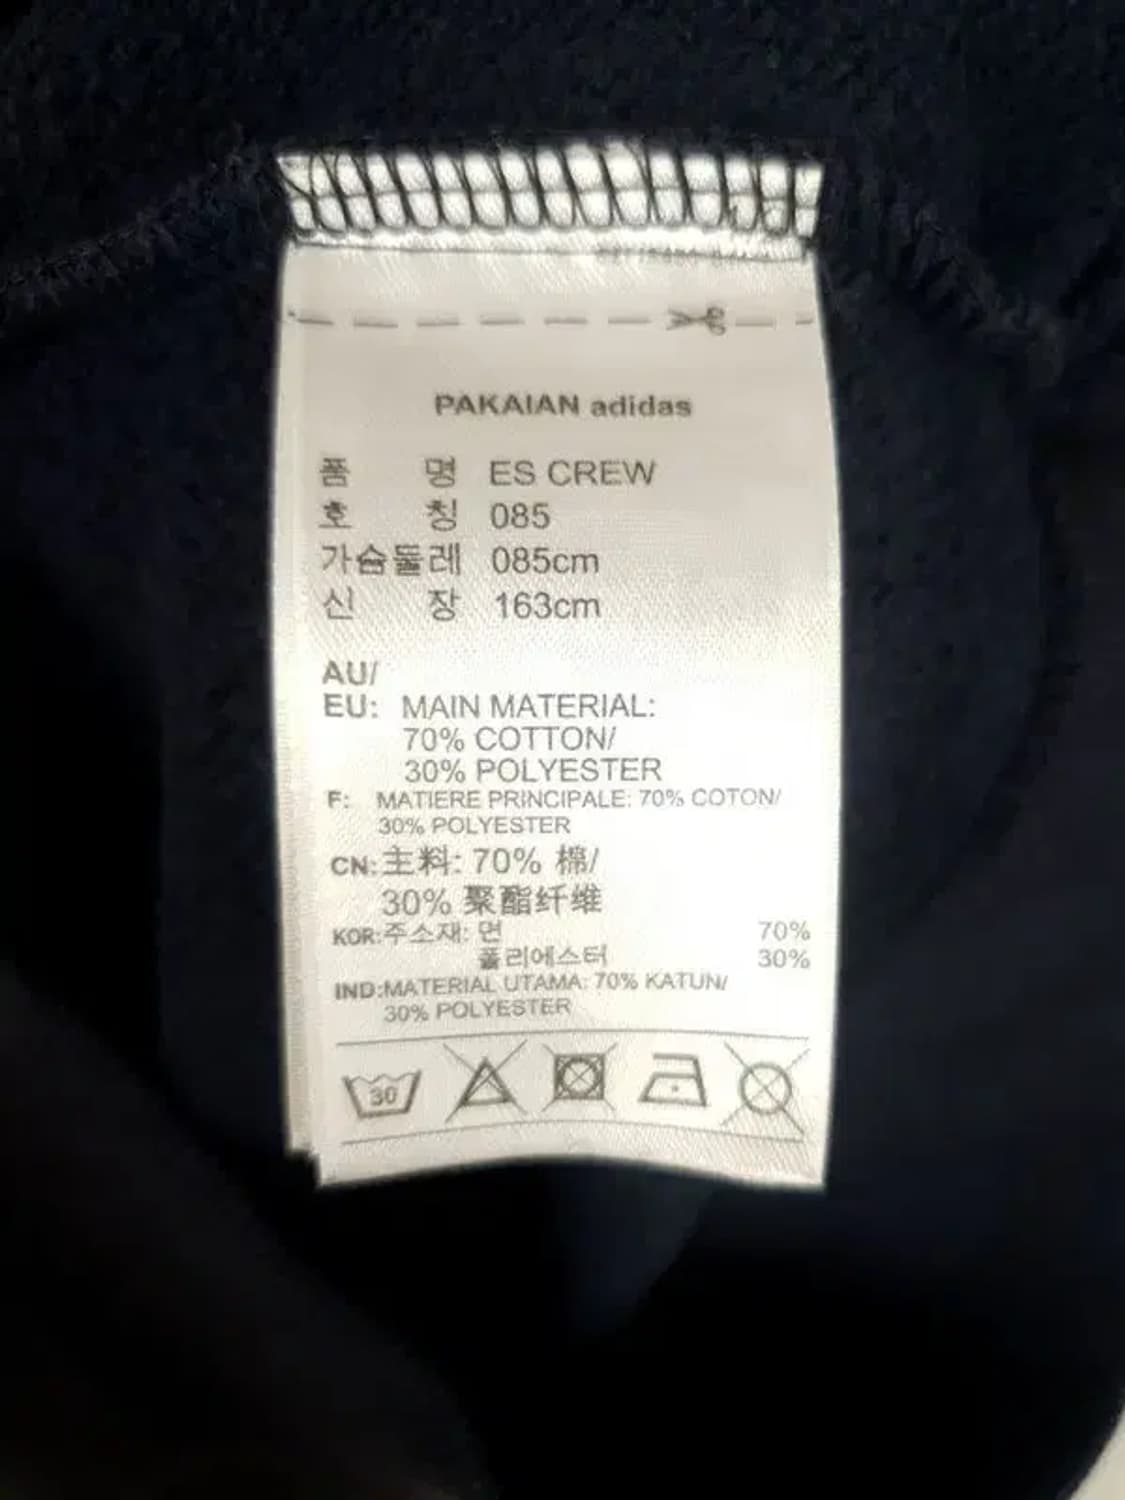 PAKAIAN adidas
품 명 ES CREW
호 칭 085
가슴둘레 085cm
신 장 163cm
AU/
EU: MAIN MATERIAL:
70% COTTON/
30% POLYESTER
F: MATIERE PRINCIPALE: 70% COTON/
30% POLYESTER
CN:主料: 70% 棉/
30% 聚酯纤维
KOR:주소재: 면 70%
폴리에스터 30%
IND:MATERIAL UTAMA: 70% KATUN/
30% POLYESTER
30